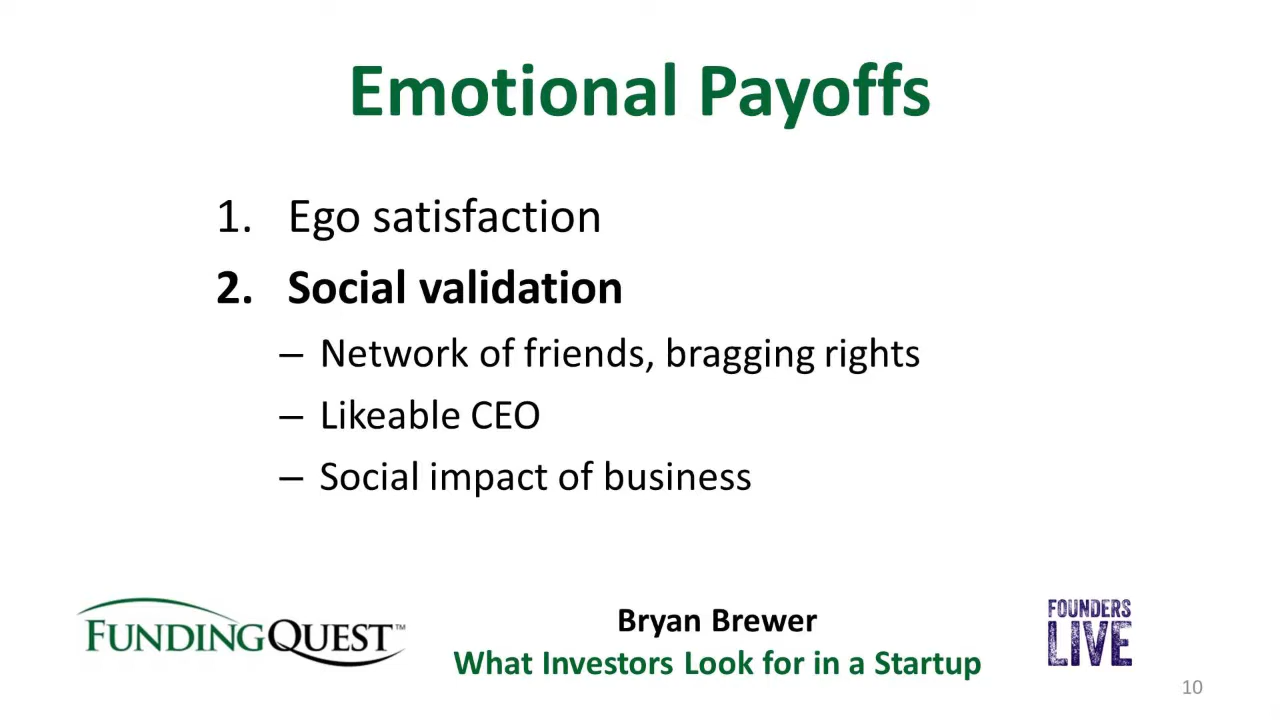 Emotional Payoffs
1. Ego satisfaction
2. Social validation
– Network of friends, bragging rights
– Likeable CEO
– Social impact of business
FUNDINGQUEST™
Bryan Brewer
What Investors Look for in a Startup
FOUNDERS
LIVE
10